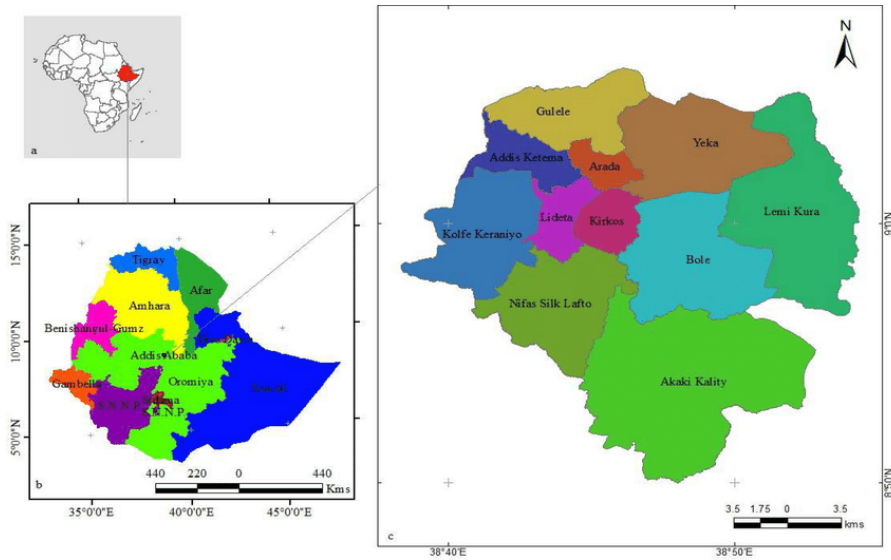 a
15°0'0"N
10°0'0"N
5°0'0"N
Tigray
Afar
Amhara
Benishangul Gumz
Addis Ababa
Gambella
Oromiya
S.N.N.P
Sidama
S.N.N.P.
440 220 0 440
Kms
b
35°0'0"E 40°0'0"E 45°0'0"E
N
Gulele
Yeka
Addis Ketema
Arada
Lemi Kura
Lideta
Kirkos
Kolfe Keraniyo
Bole
Nifas Silk Lafto
Akaki Kality
8°50'N
3.5 1.75 0 3.5
kms
c
38°40'E 38°50'E